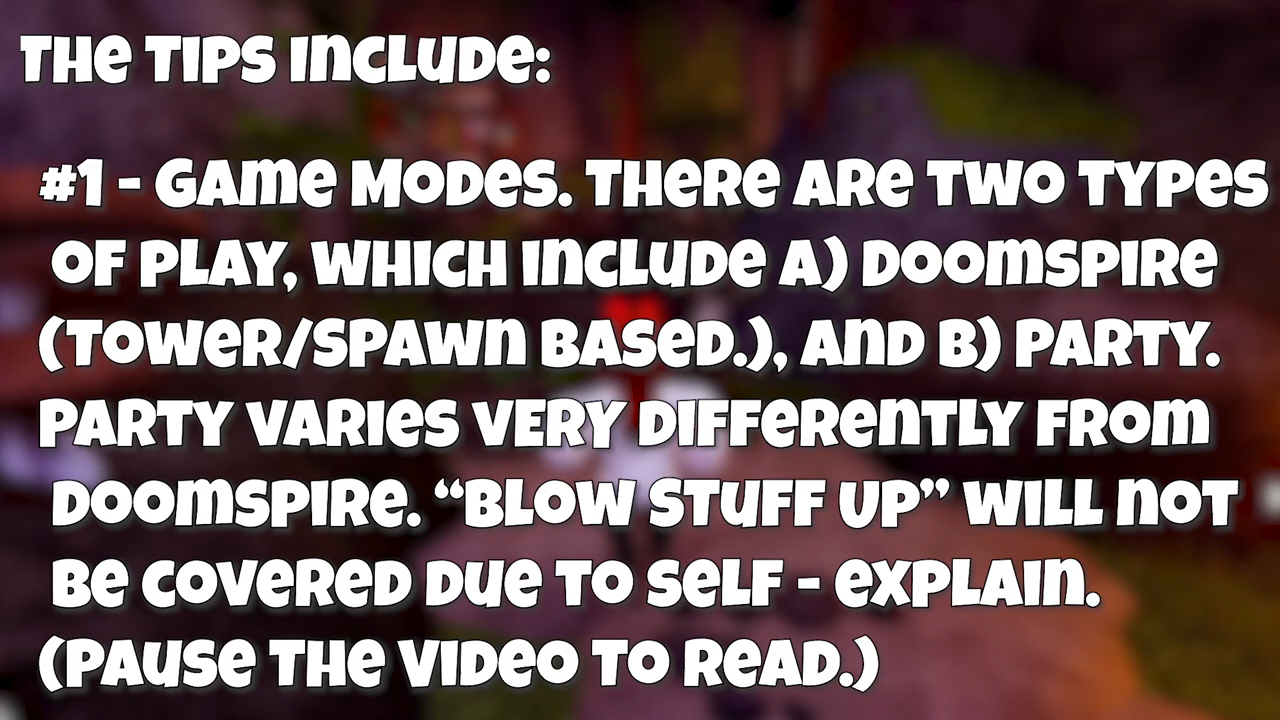 The Tips Include:
#1 - Game Modes. There are two types
of play, which include A) Doomspire
(Tower/Spawn Based.), and B) Party.
Party varies VERY differently from
Doomspire. “Blow Stuff Up” will not
be covered due to self - explain.
(Pause the video to read.)